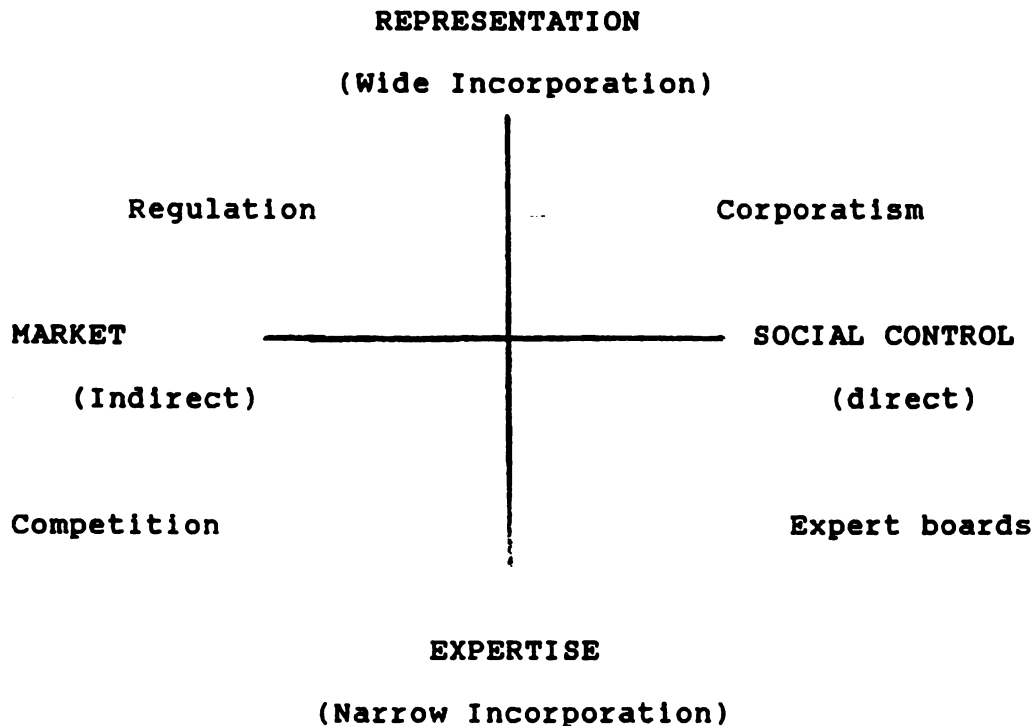 REPRESENTATION
(Wide Incorporation)
Regulation Corporatism
MARKET SOCIAL CONTROL
(Indirect) (direct)
Competition Expert boards
EXPERTISE
(Narrow Incorporation)